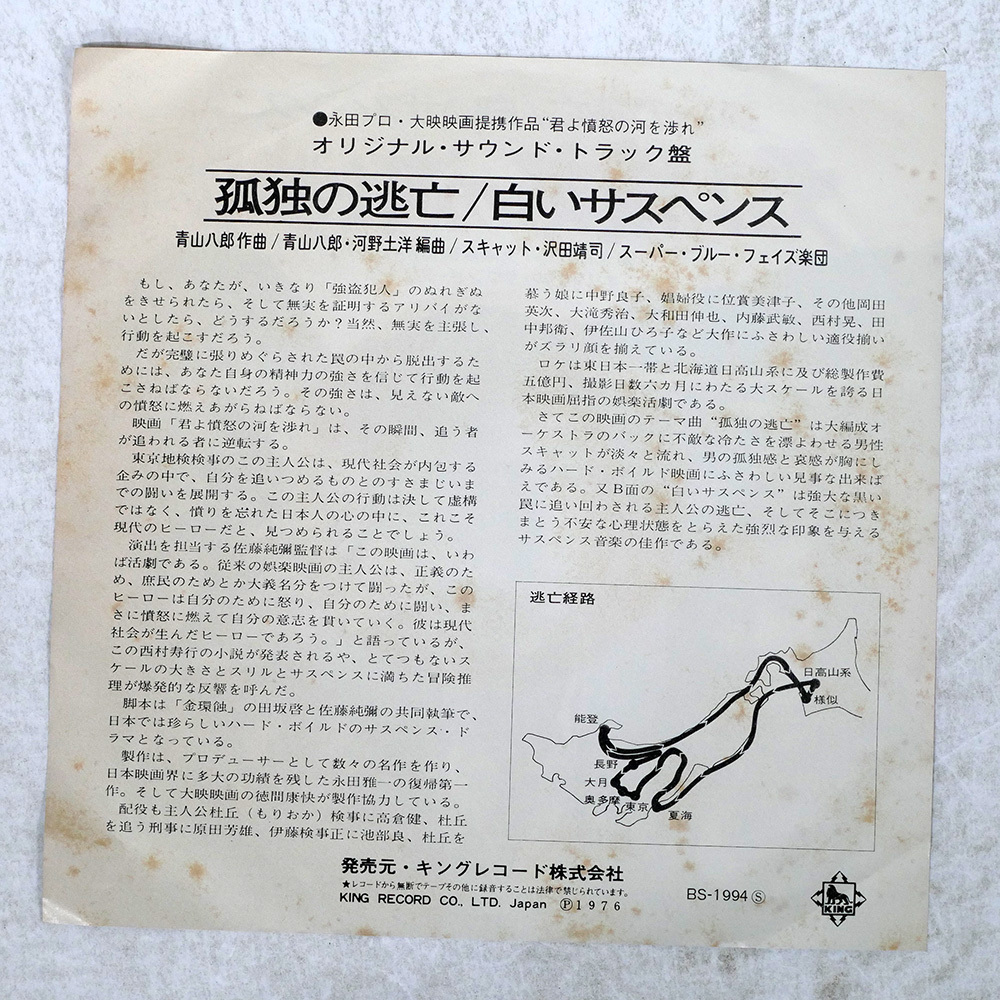 ●永田プロ・大映映画提携作品“君よ憤怒の河を渉れ”
オリジナル・サウンド・トラック盤
孤独の逃亡/白いサスペンス
青山八郎作曲/青山八郎・河野土洋編曲/スキャット・沢田靖司/スーパー・ブルー・フェイズ楽団
もし、あなたが、いきなり「強盗犯人」のぬれぎぬ
をきせられたら、そして無実を証明するアリバイがな
いとしたら、どうするだろうか?当然、無実を主張し、
行動を起こすだろう。
だが完璧に張りめぐらされた罠の中から脱出するた
めには、あなた自身の精神力の強さを信じて行動を起
こさねばならないだろう。その強さは、見えない敵へ
の憤怒に燃えあがらねばならない。
映画「君よ憤怒の河を渉れ」は、その瞬間、追う者
が追われる者に逆転する。
東京地検検事のこの主人公は、現代社会が内包する
企みの中で、自分を追いつめるものとのすさまじいま
での闘いを展開する。この主人公の行動は決して虚構
ではなく、憤りを忘れた日本人の心の中に、これこそ
現代のヒーローだと、見つめられることでしょう。
演出を担当する佐藤純彌監督は「この映画は、いわ
ば活劇である。従来の娯楽映画の主人公は、正義のた
め、庶民のためとか大義名分をつけて闘ったが、この
ヒーローは自分のために怒り、自分のために闘い、ま
さに憤怒に燃えて自分の意志を貫いていく。彼は現代
社会が生んだヒーローであろう。」と語っているが、
この西村寿行の小説が発表されるや、とてつもないス
ケールの大きさとスリルとサスペンスに満ちた冒険推
理が爆発的な反響を呼んだ。
脚本は「金環蝕」の田坂啓と佐藤純彌の共同執筆で、
日本では珍らしいハード・ボイルドのサスペンス・ド
ラマとなっている。
製作は、プロデューサーとして数々の名作を作り、
日本映画界に多大の功績を残した永田雅一の復帰第一
作。そして大映映画の徳間康快が製作協力している。
配役も主人公杜丘(もりおか)検事に高倉健、杜丘
を追う刑事に原田芳雄、伊藤検事正に池部良、杜丘を
慕う娘に中野良子、娼婦役に倍賞美津子、その他岡田
英次、大滝秀治、大和田伸也、内藤武敏、西村晃、田
中邦衛、伊佐山ひろ子など大作にふさわしい適役揃い
がズラリ顔を揃えている。
ロケは東日本一帯と北海道日高山系に及び総製作費
五億円、撮影日数六カ月にわたる大スケールを誇る日
本映画屈指の娯楽活劇である。
さてこの映画のテーマ曲“孤独の逃亡”は大編成オ
ーケストラのバックに不敵な冷たさを漂よわせる男性
スキャットが淡々と流れ、男の孤独感と哀感が胸にし
みるハード・ボイルド映画にふさわしい見事な出来ば
えである。又B面の“白いサスペンス”は強大な黒い
罠に追い回される主人公の逃亡、そしてそこにつき
まとう不安な心理状態をとらえた強烈な印象を与える
サスペンス音楽の佳作である。
逃亡経路
日高山系
様似
能登
長野
大月
奥多摩
東京
夏海
発売元・キングレコード株式会社
★レコードから無断でテープその他に録音することは法律で禁じられています。
KING RECORD CO., LTD. Japan ℗1976
BS-1994Ⓢ
KING